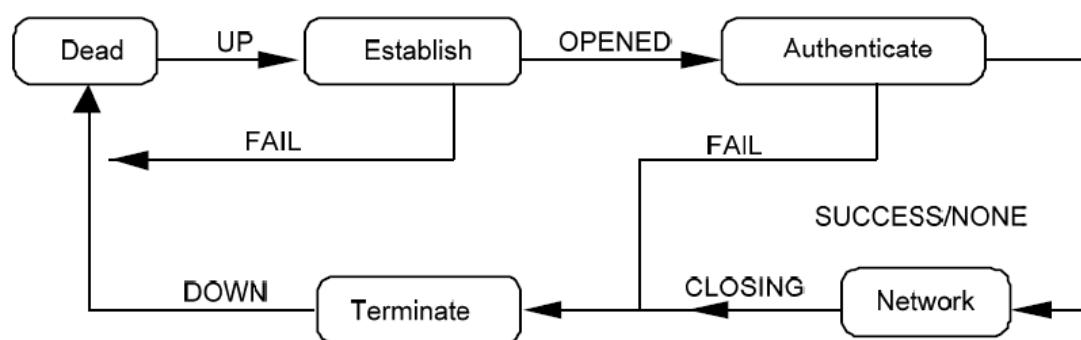 Dead
UP
Establish
OPENED
Authenticate
FAIL
FAIL
SUCCESS/NONE
DOWN
Terminate
CLOSING
Network